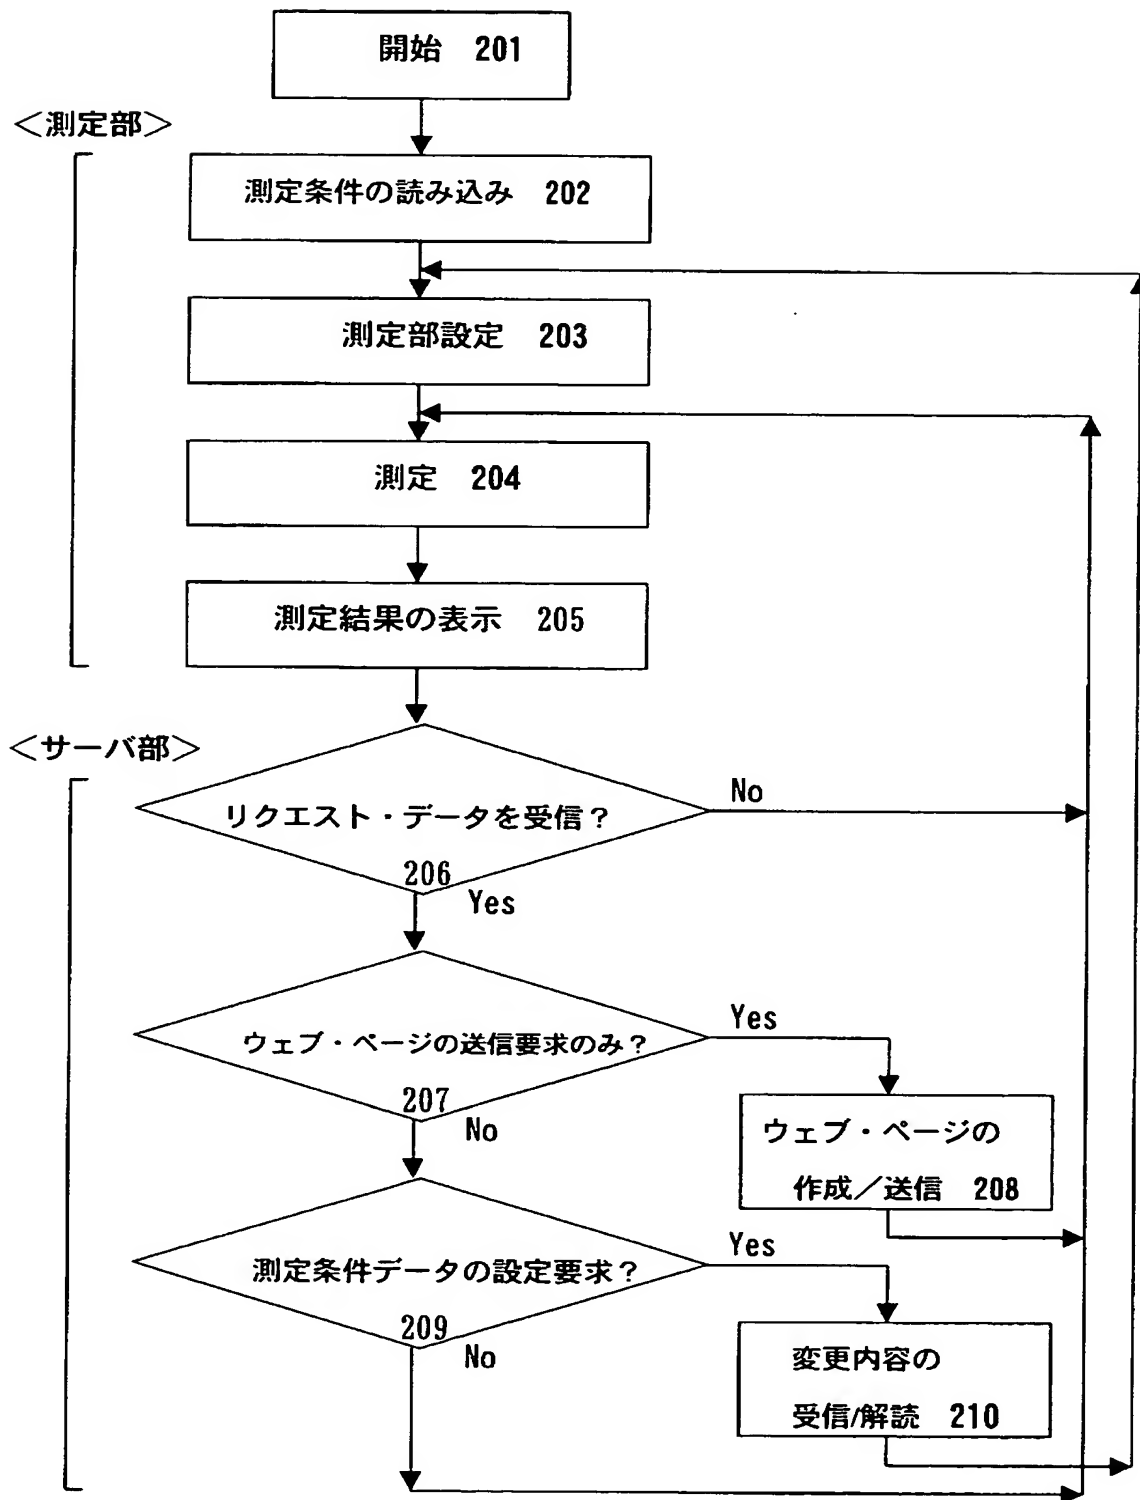 開始 201
＜測定部＞
測定条件の読み込み 202
測定部設定 203
測定 204
測定結果の表示 205
＜サーバ部＞
リクエスト・データを受信？
206
No
Yes
ウェブ・ページの送信要求のみ？
207
Yes
No
ウェブ・ページの
作成／送信 208
測定条件データの設定要求？
209
Yes
No
変更内容の
受信/解読 210